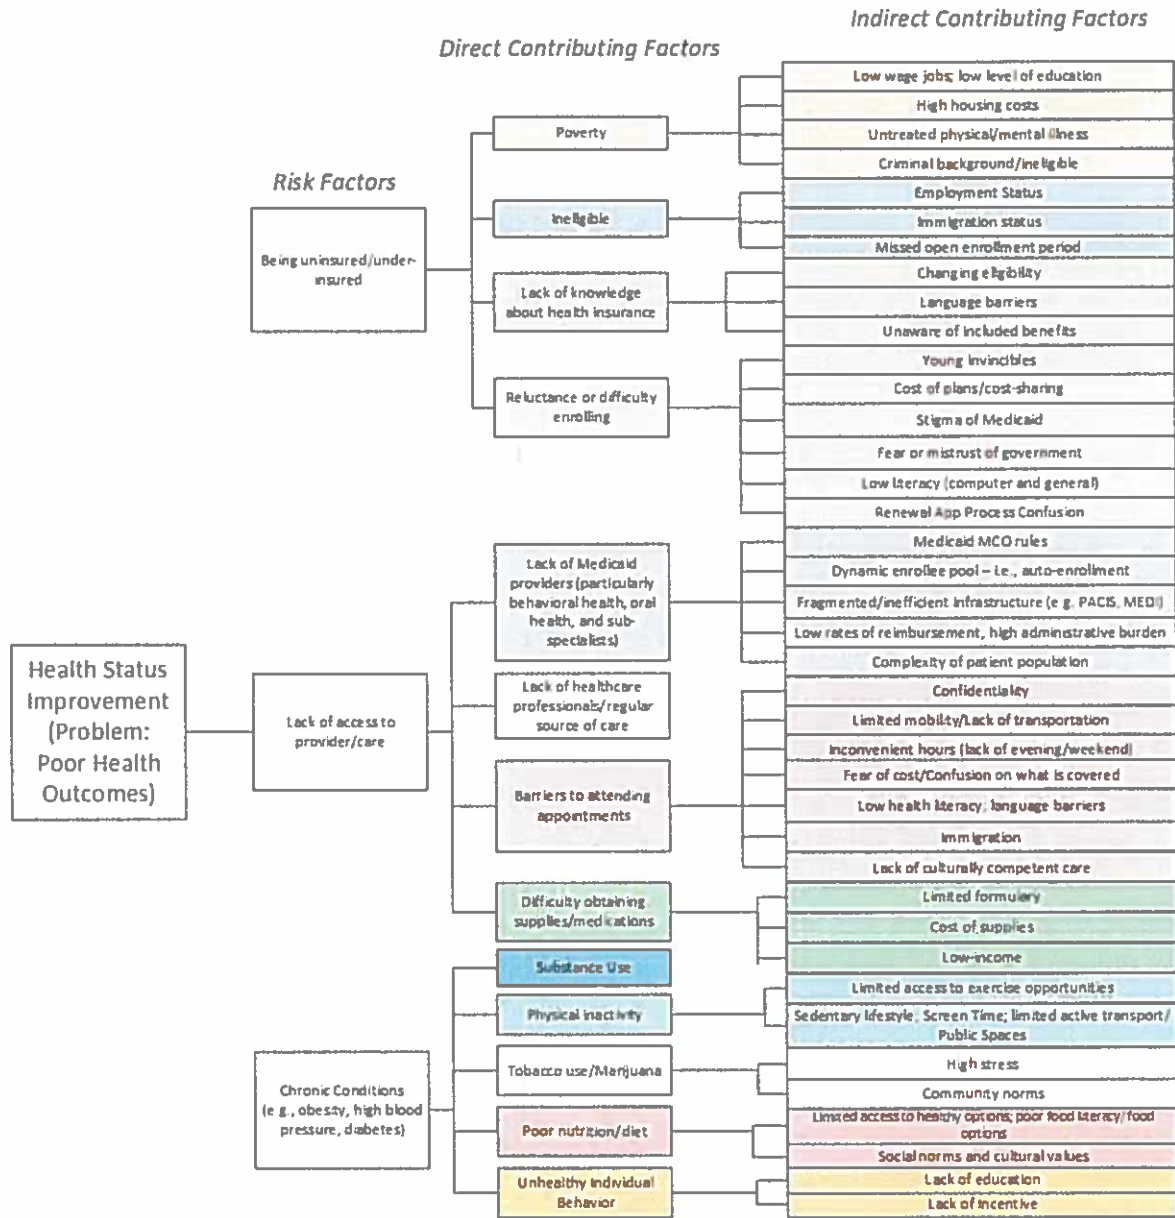 Indirect Contributing Factors
Direct Contributing Factors
Risk Factors
Health Status
Improvement
(Problem:
Poor Health
Outcomes)
Being uninsured/under-
insured
Poverty
Low wage jobs; low level of education
High housing costs
Untreated physical/mental illness
Criminal background/ineligible
Ineligible
Employment Status
Immigration status
Missed open enrollment period
Lack of knowledge
about health insurance
Changing eligibility
Language barriers
Unaware of included benefits
Reluctance or difficulty
enrolling
Young Invincibles
Cost of plans/cost-sharing
Stigma of Medicaid
Fear or mistrust of government
Low literacy (computer and general)
Renewal App Process Confusion
Lack of access to
provider/care
Lack of Medicaid
providers (particularly
behavioral health, oral
health, and sub-
specialists)
Medicaid MCO rules
Dynamic enrollee pool – i.e., auto-enrollment
Fragmented/inefficient Infrastructure (e.g. PACIS, MEDI)
Low rates of reimbursement, high administrative burden
Complexity of patient population
Lack of healthcare
professionals/regular
source of care
Barriers to attending
appointments
Confidentiality
Limited mobility/Lack of transportation
Inconvenient hours (lack of evening/weekend)
Fear of cost/Confusion on what is covered
Low health literacy; language barriers
Immigration
Lack of culturally competent care
Difficulty obtaining
supplies/medications
Limited formulary
Cost of supplies
Low-income
Chronic Conditions
(e.g., obesity, high blood
pressure, diabetes)
Substance Use
Physical inactivity
Limited access to exercise opportunities
Sedentary lifestyle; Screen Time; limited active transport/
Public Spaces
Tobacco use/Marijuana
High stress
Community norms
Poor nutrition/diet
Limited access to healthy options; poor food literacy/food
options
Social norms and cultural values
Unhealthy Individual
Behavior
Lack of education
Lack of Incentive